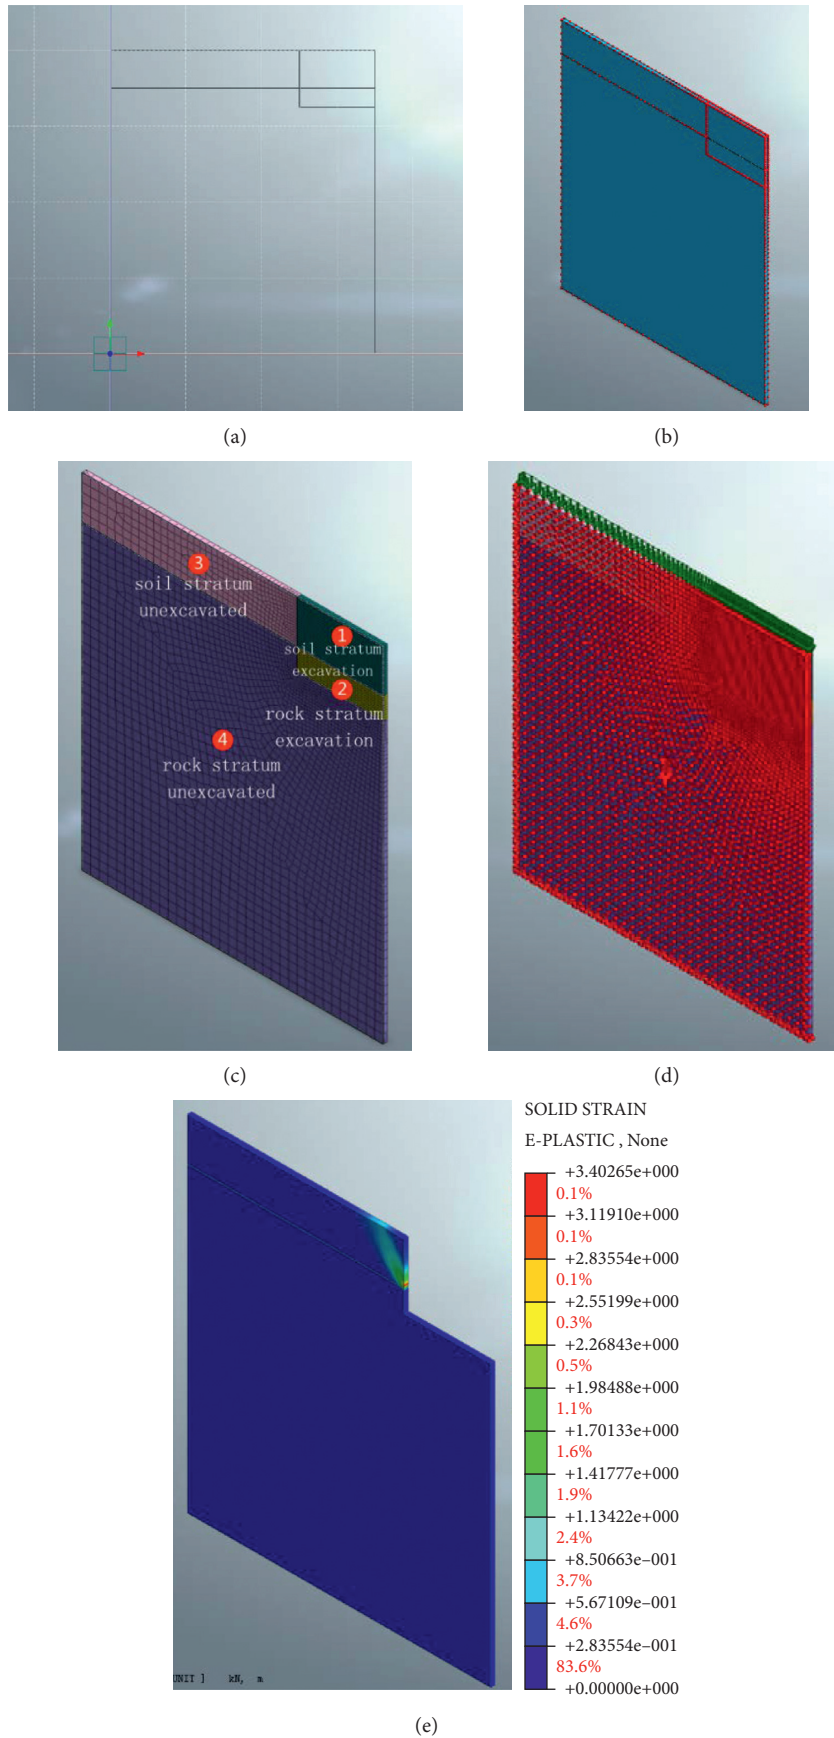 (a)
(b)
3
soil stratum
unexcavated
1
soil stratum
excavation
2
rock stratum
excavation
4
rock stratum
unexcavated
(c)
(d)
SOLID STRAIN
E-PLASTIC , None
+3.40265e+000
0.1%
+3.11910e+000
0.1%
+2.83554e+000
0.1%
+2.55199e+000
0.3%
+2.26843e+000
0.5%
+1.98488e+000
1.1%
+1.70133e+000
1.6%
+1.41777e+000
1.9%
+1.13422e+000
2.4%
+8.50663e–001
3.7%
+5.67109e–001
4.6%
+2.83554e–001
83.6%
+0.00000e+000
UNIT ] kN, m
(e)